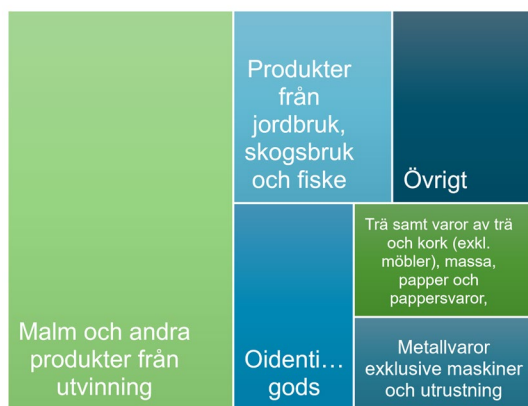 Produkter
från
jordbruk,
skogsbruk
och fiske
Övrigt
Trä samt varor av trä
och kork (exkl.
möbler), massa,
papper och
pappersvaror,
Malm och andra
produkter från
utvinning
Oidenti…
gods
Metallvaror
exklusive maskiner
och utrustning